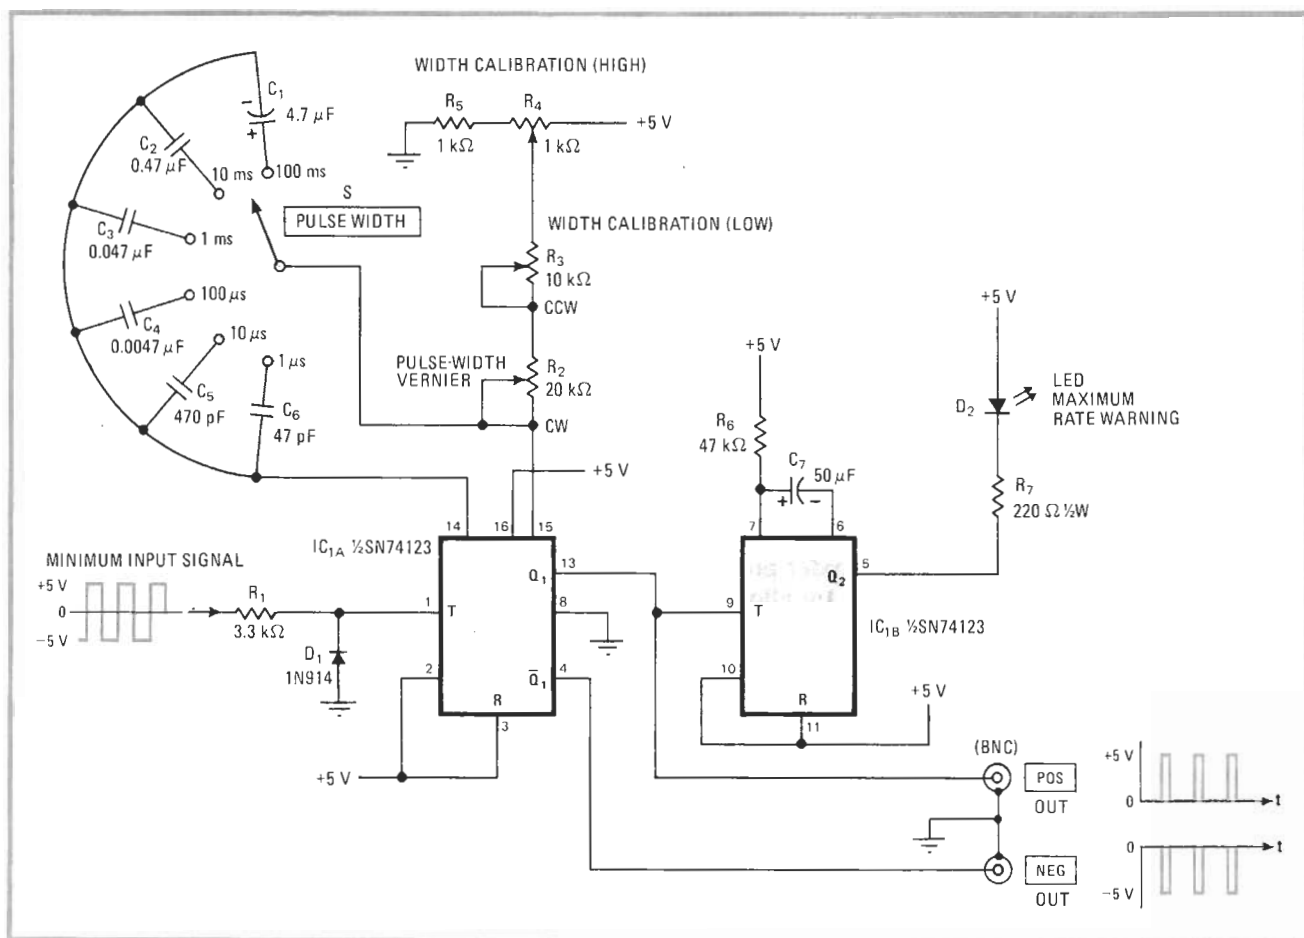 WIDTH CALIBRATION (HIGH)
C1
4.7 μF
−
+
R5
1 kΩ
R4
1 kΩ
+5 V
C2
0.47 μF
10 ms
100 ms
S
PULSE WIDTH
C3
0.047 μF
1 ms
WIDTH CALIBRATION (LOW)
R3
10 kΩ
CCW
100 μs
C4
0.0047 μF
10 μs
C5
470 pF
1 μs
C6
47 pF
PULSE-WIDTH
VERNIER
R2
20 kΩ
CW
+5 V
+5 V
R6
47 kΩ
C7
50 μF
+
−
+5 V
D2
LED
MAXIMUM
RATE WARNING
R7
220 Ω ½W
14
16
15
7
6
IC1A ½SN74123
MINIMUM INPUT SIGNAL
+5 V
0
−5 V
R1
3.3 kΩ
D1
1N914
1
T
Q1
13
8
2
Q̄1
4
R
3
+5 V
9
T
Q2
5
IC1B ½SN74123
10
R
11
+5 V
(BNC)
POS
OUT
NEG
OUT
+5 V
0
t
0
−5 V
t